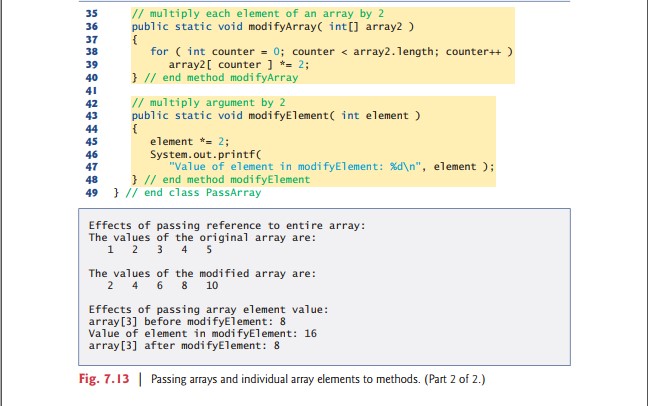 35 // multiply each element of an array by 2
36 public static void modifyArray( int[] array2 )
37 {
38 for ( int counter = 0; counter < array2.length; counter++ )
39 array2[ counter ] *= 2;
40 } // end method modifyArray
41
42 // multiply argument by 2
43 public static void modifyElement( int element )
44 {
45 element *= 2;
46 System.out.printf(
47 "Value of element in modifyElement: %d\n", element );
48 } // end method modifyElement
49 } // end class PassArray
Effects of passing reference to entire array:
The values of the original array are:
1 2 3 4 5
The values of the modified array are:
2 4 6 8 10
Effects of passing array element value:
array[3] before modifyElement: 8
Value of element in modifyElement: 16
array[3] after modifyElement: 8
Fig. 7.13 | Passing arrays and individual array elements to methods. (Part 2 of 2.)